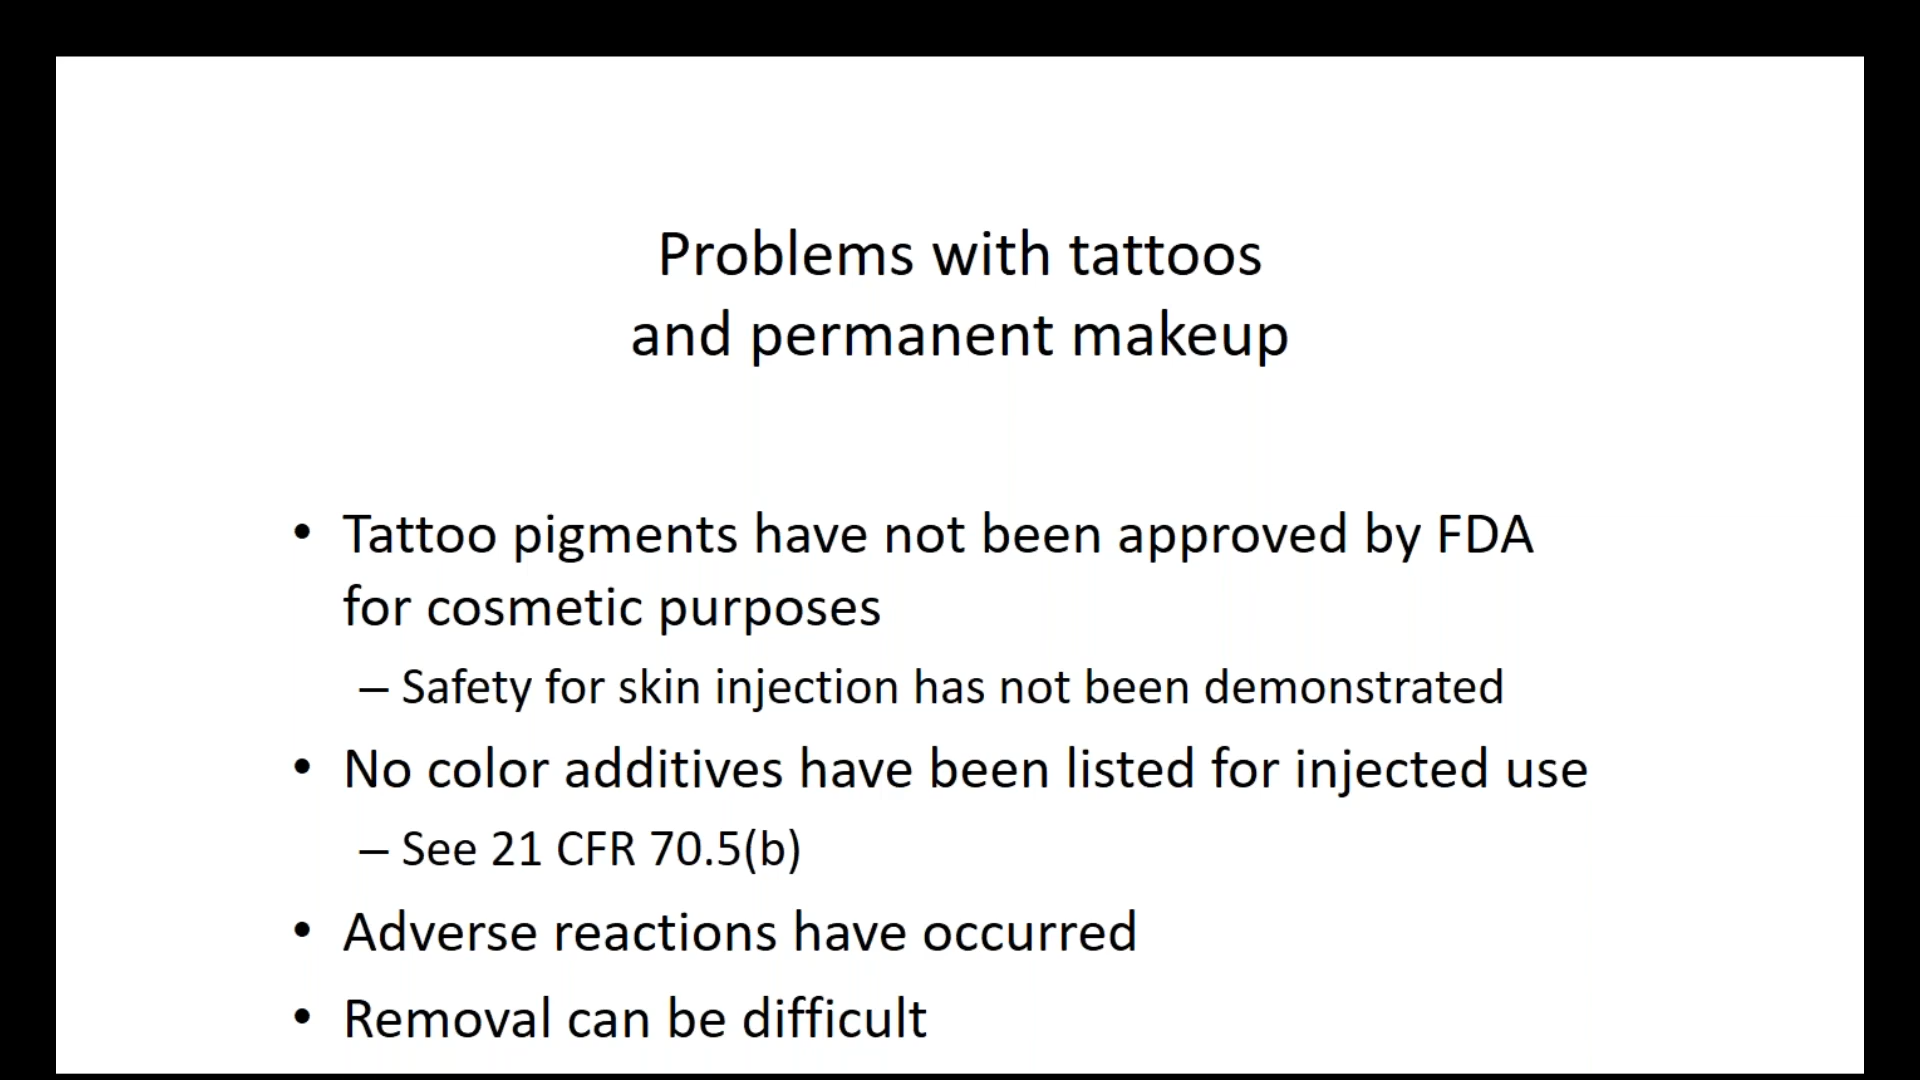 Problems with tattoos
and permanent makeup
• Tattoo pigments have not been approved by FDA
for cosmetic purposes
– Safety for skin injection has not been demonstrated
• No color additives have been listed for injected use
– See 21 CFR 70.5(b)
• Adverse reactions have occurred
• Removal can be difficult